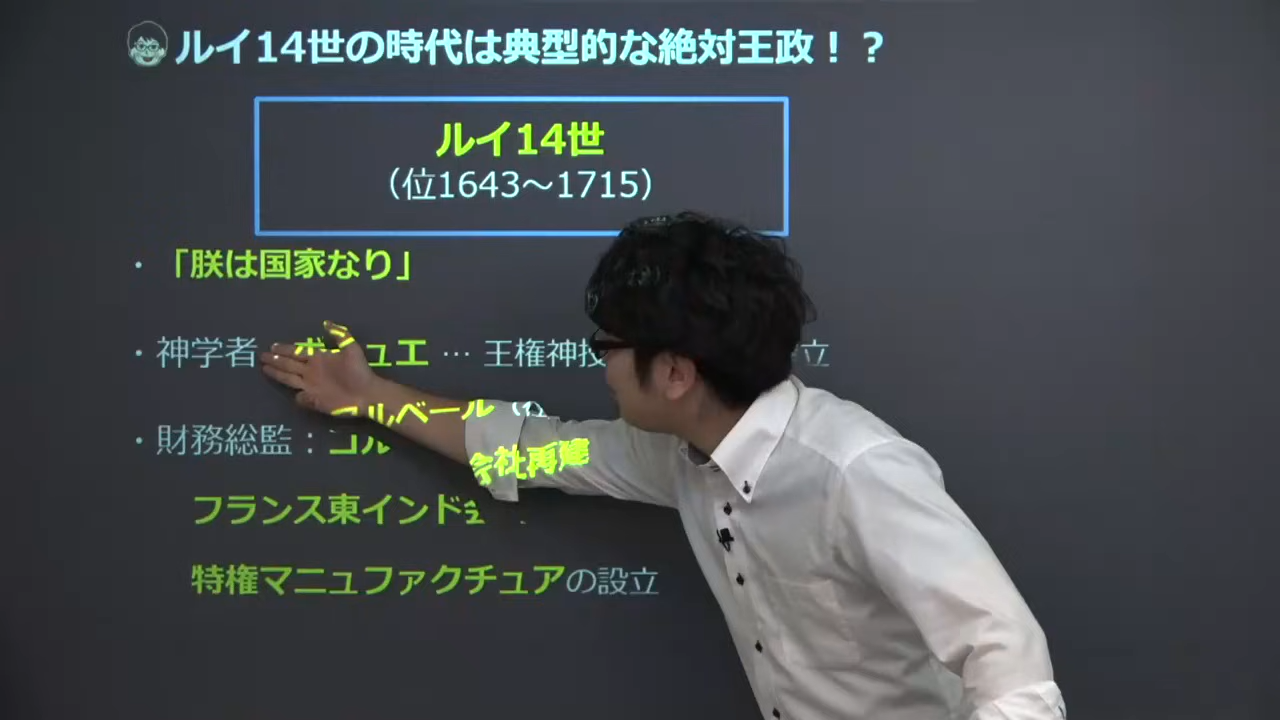 ルイ14世の時代は典型的な絶対王政！？
ルイ14世
（位1643～1715）
・「朕は国家なり」
・神学者：ボシュエ … 王権神授 立
・財務総監：コルベール
フランス東インド会社再建
特権マニュファクチュアの設立